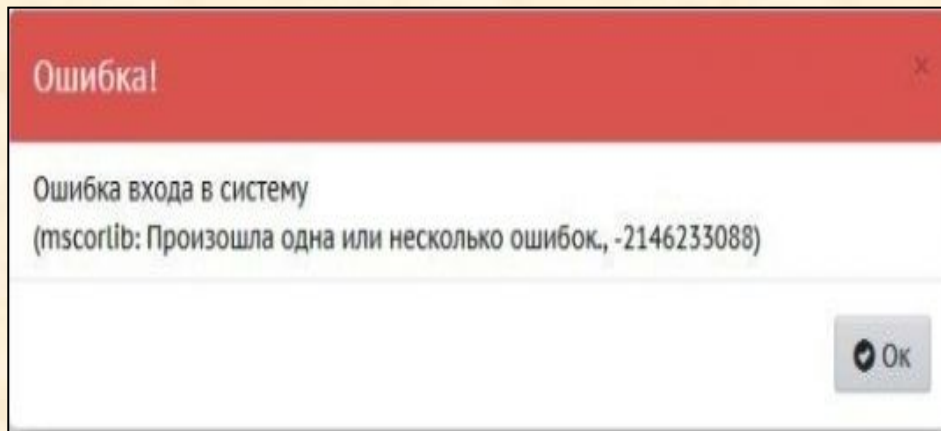 Ошибка!
×
Ошибка входа в систему
(mscorlib: Произошла одна или несколько ошибок., -2146233088)
Ок